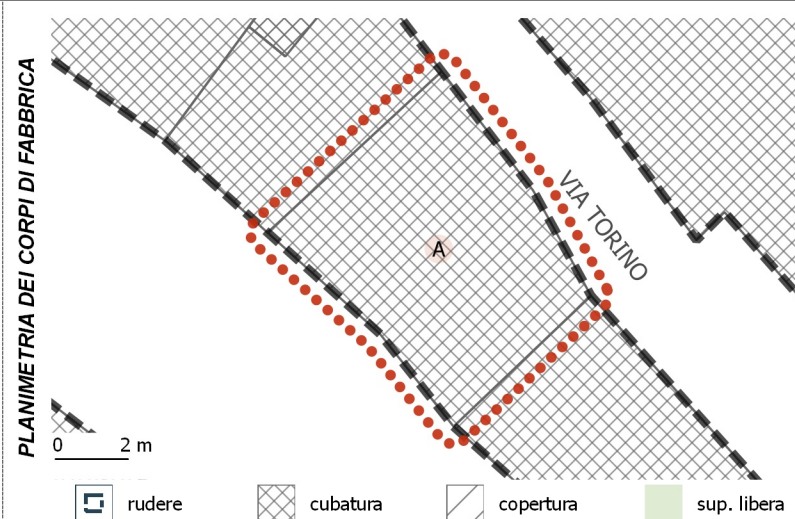 PLANIMETRIA DEI CORPI DI FABBRICA
VIA TORINO
A
0 2 m
rudere cubatura copertura sup. libera